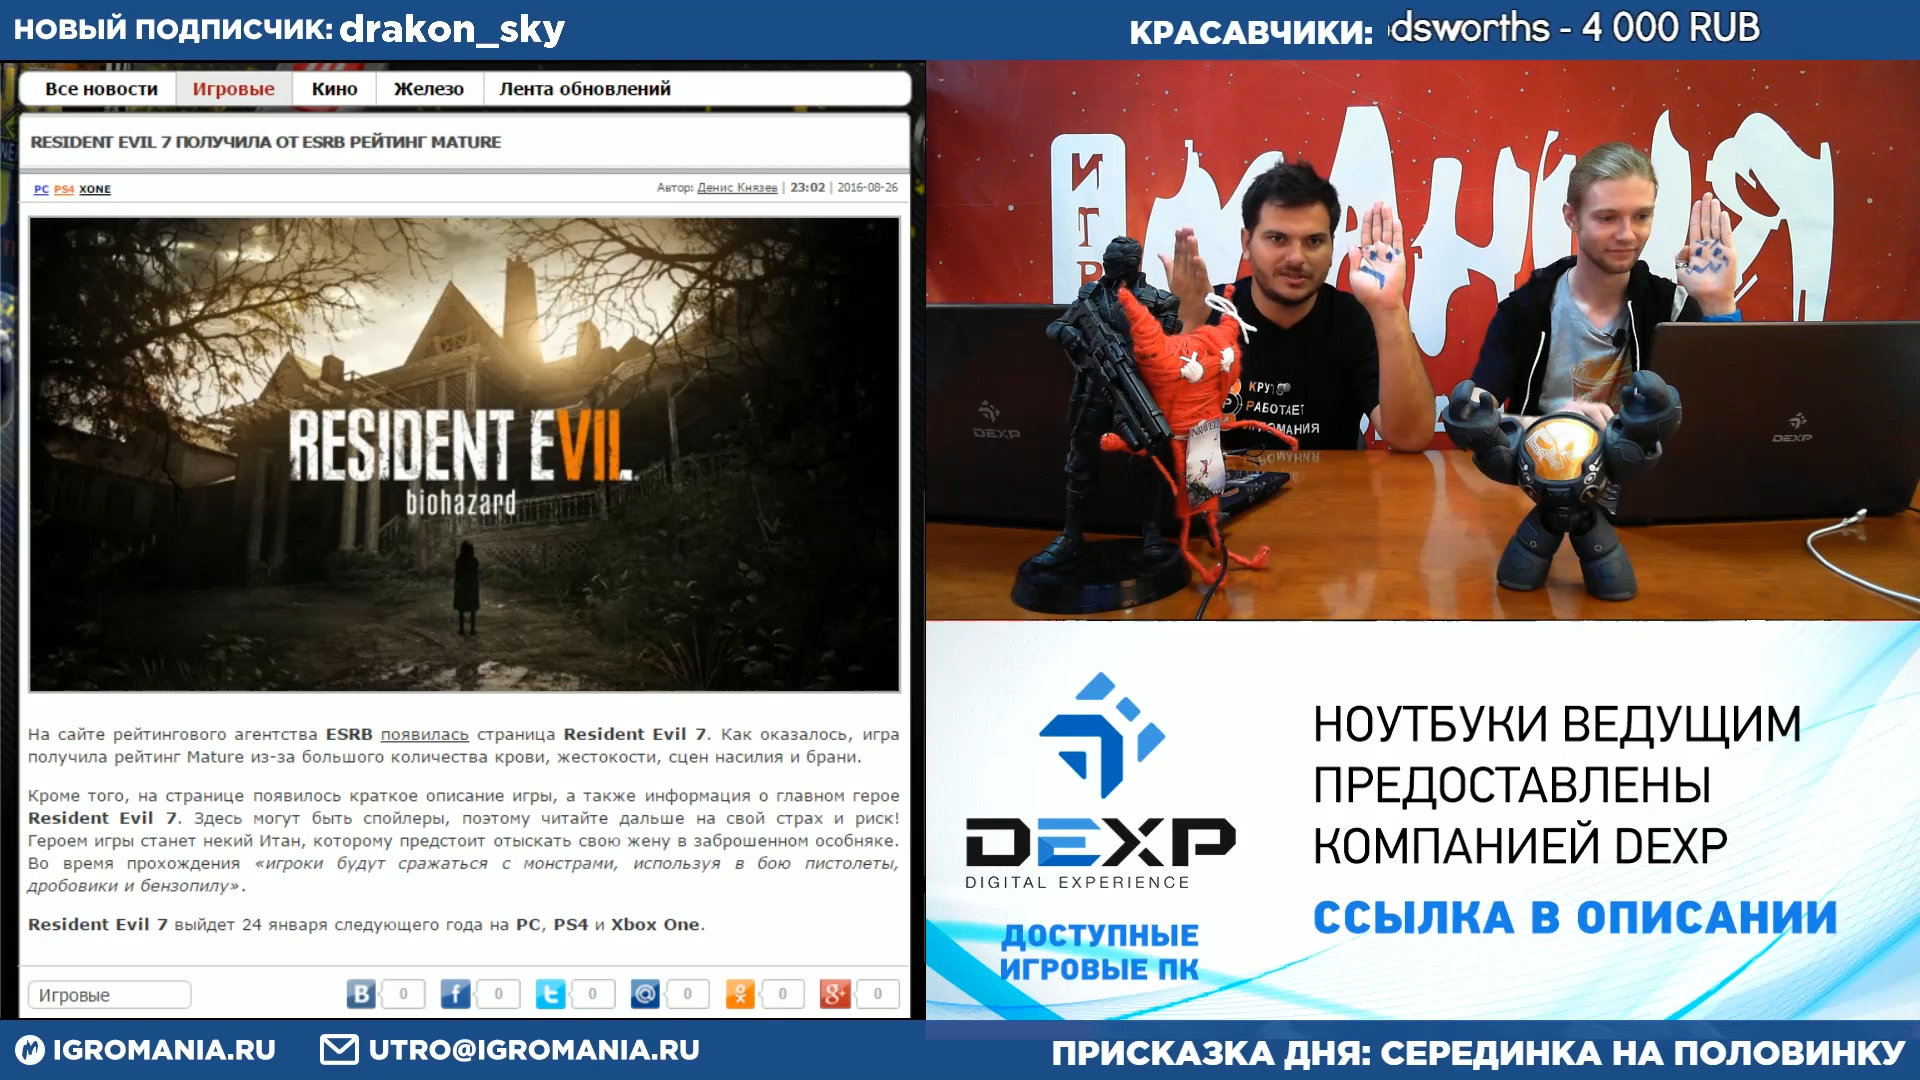 НОВЫЙ ПОДПИСЧИК: drakon_sky
КРАСАВЧИКИ: dsworths - 4 000 RUB
Все новости Игровые Кино Железо Лента обновлений
RESIDENT EVIL 7 ПОЛУЧИЛА ОТ ESRB РЕЙТИНГ MATURE
PC PS4 XONE
Автор: Денис Князев | 23:02 | 2016-08-26
RESIDENT EVIL
biohazard
На сайте рейтингового агентства ESRB появилась страница Resident Evil 7. Как оказалось, игра
получила рейтинг Mature из-за большого количества крови, жестокости, сцен насилия и брани.
Кроме того, на странице появилось краткое описание игры, а также информация о главном герое
Resident Evil 7. Здесь могут быть спойлеры, поэтому читайте дальше на свой страх и риск!
Героем игры станет некий Итан, которому предстоит отыскать свою жену в заброшенном особняке.
Во время прохождения «игроки будут сражаться с монстрами, используя в бою пистолеты,
дробовики и бензопилу».
Resident Evil 7 выйдет 24 января следующего года на PC, PS4 и Xbox One.
Игровые
B 0 f 0 t 0 @ 0 0 g+ 0
ИГР
МАНИЯ
КРУТО
РАБОТАЕТ
DEXP
DEXP
DEXP
DIGITAL EXPERIENCE
ДОСТУПНЫЕ
ИГРОВЫЕ ПК
НОУТБУКИ ВЕДУЩИМ
ПРЕДОСТАВЛЕНЫ
КОМПАНИЕЙ DEXP
ССЫЛКА В ОПИСАНИИ
IGROMANIA.RU
UTRO@IGROMANIA.RU
ПРИСКАЗКА ДНЯ: СЕРЕДИНКА НА ПОЛОВИНКУ